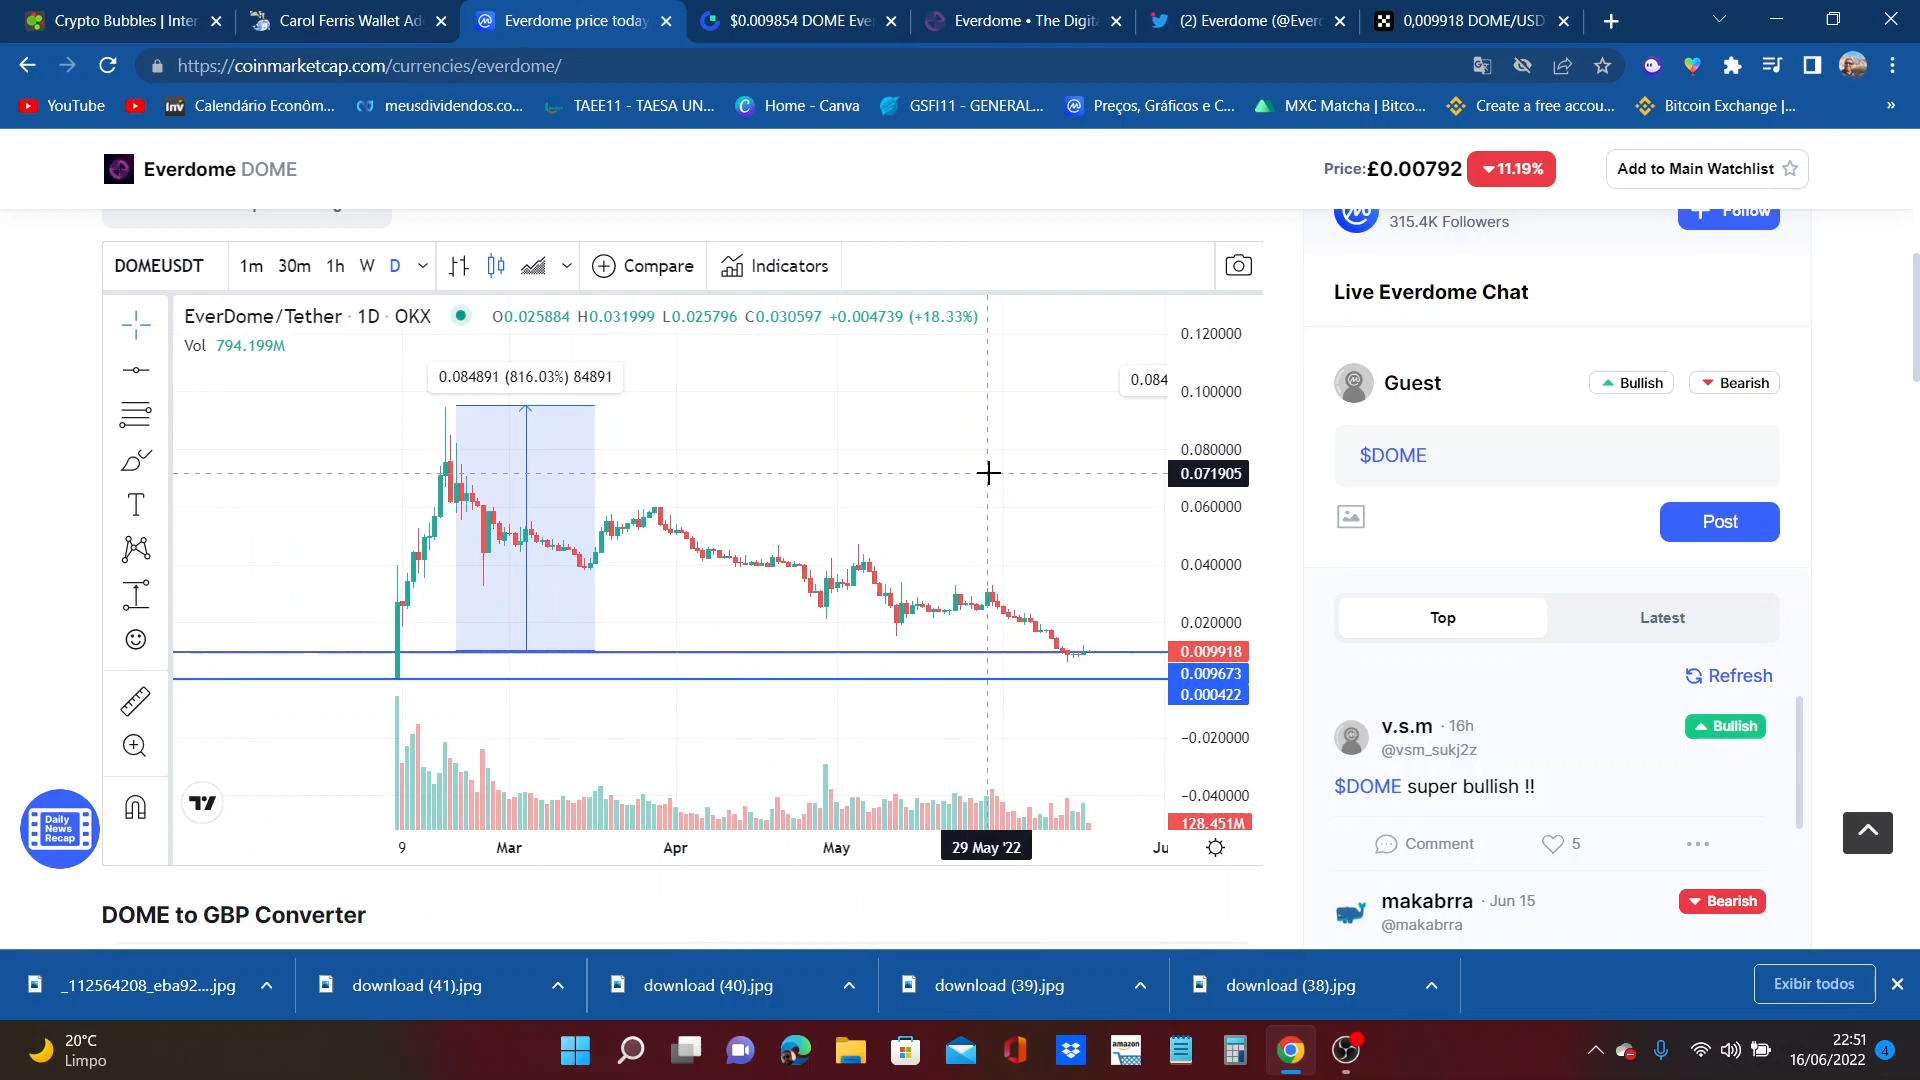 Crypto Bubbles | Inter
Carol Ferris Wallet Ad
Everdome price today
$0.009854 DOME Eve
Everdome • The Digita
(2) Everdome (@Everd
0,009918 DOME/USD
https://coinmarketcap.com/currencies/everdome/
YouTube
Inv Calendário Econôm...
meusdividendos.co...
TAEE11 - TAESA UN...
Home - Canva
GSFI11 - GENERAL...
Preços, Gráficos e C...
MXC Matcha | Bitco...
Create a free accou...
Bitcoin Exchange |...
»
Everdome DOME
Price:£0.00792
11.19%
Add to Main Watchlist
315.4K Followers
Follow
DOMEUSDT
1m 30m 1h W D
Compare
Indicators
EverDome/Tether · 1D · OKX
O0.025884 H0.031999 L0.025796 C0.030597 +0.004739 (+18.33%)
Vol 794.199M
0.084891 (816.03%) 84891
0.084
0.120000
0.100000
0.080000
0.071905
0.060000
0.040000
0.020000
0.009918
0.009673
0.000422
−0.020000
−0.040000
128.451M
9
Mar
Apr
May
29 May '22
Ju
Daily
News
Recap
DOME to GBP Converter
Live Everdome Chat
Guest
Bullish
Bearish
$DOME
Post
Top
Latest
Refresh
v.s.m · 16h
Bullish
@vsm_sukj2z
$DOME super bullish !!
Comment
5
makabrra · Jun 15
Bearish
@makabrra
_112564208_eba92....jpg
download (41).jpg
download (40).jpg
download (39).jpg
download (38).jpg
Exibir todos
20°C
Limpo
amazon
22:51
16/06/2022
4